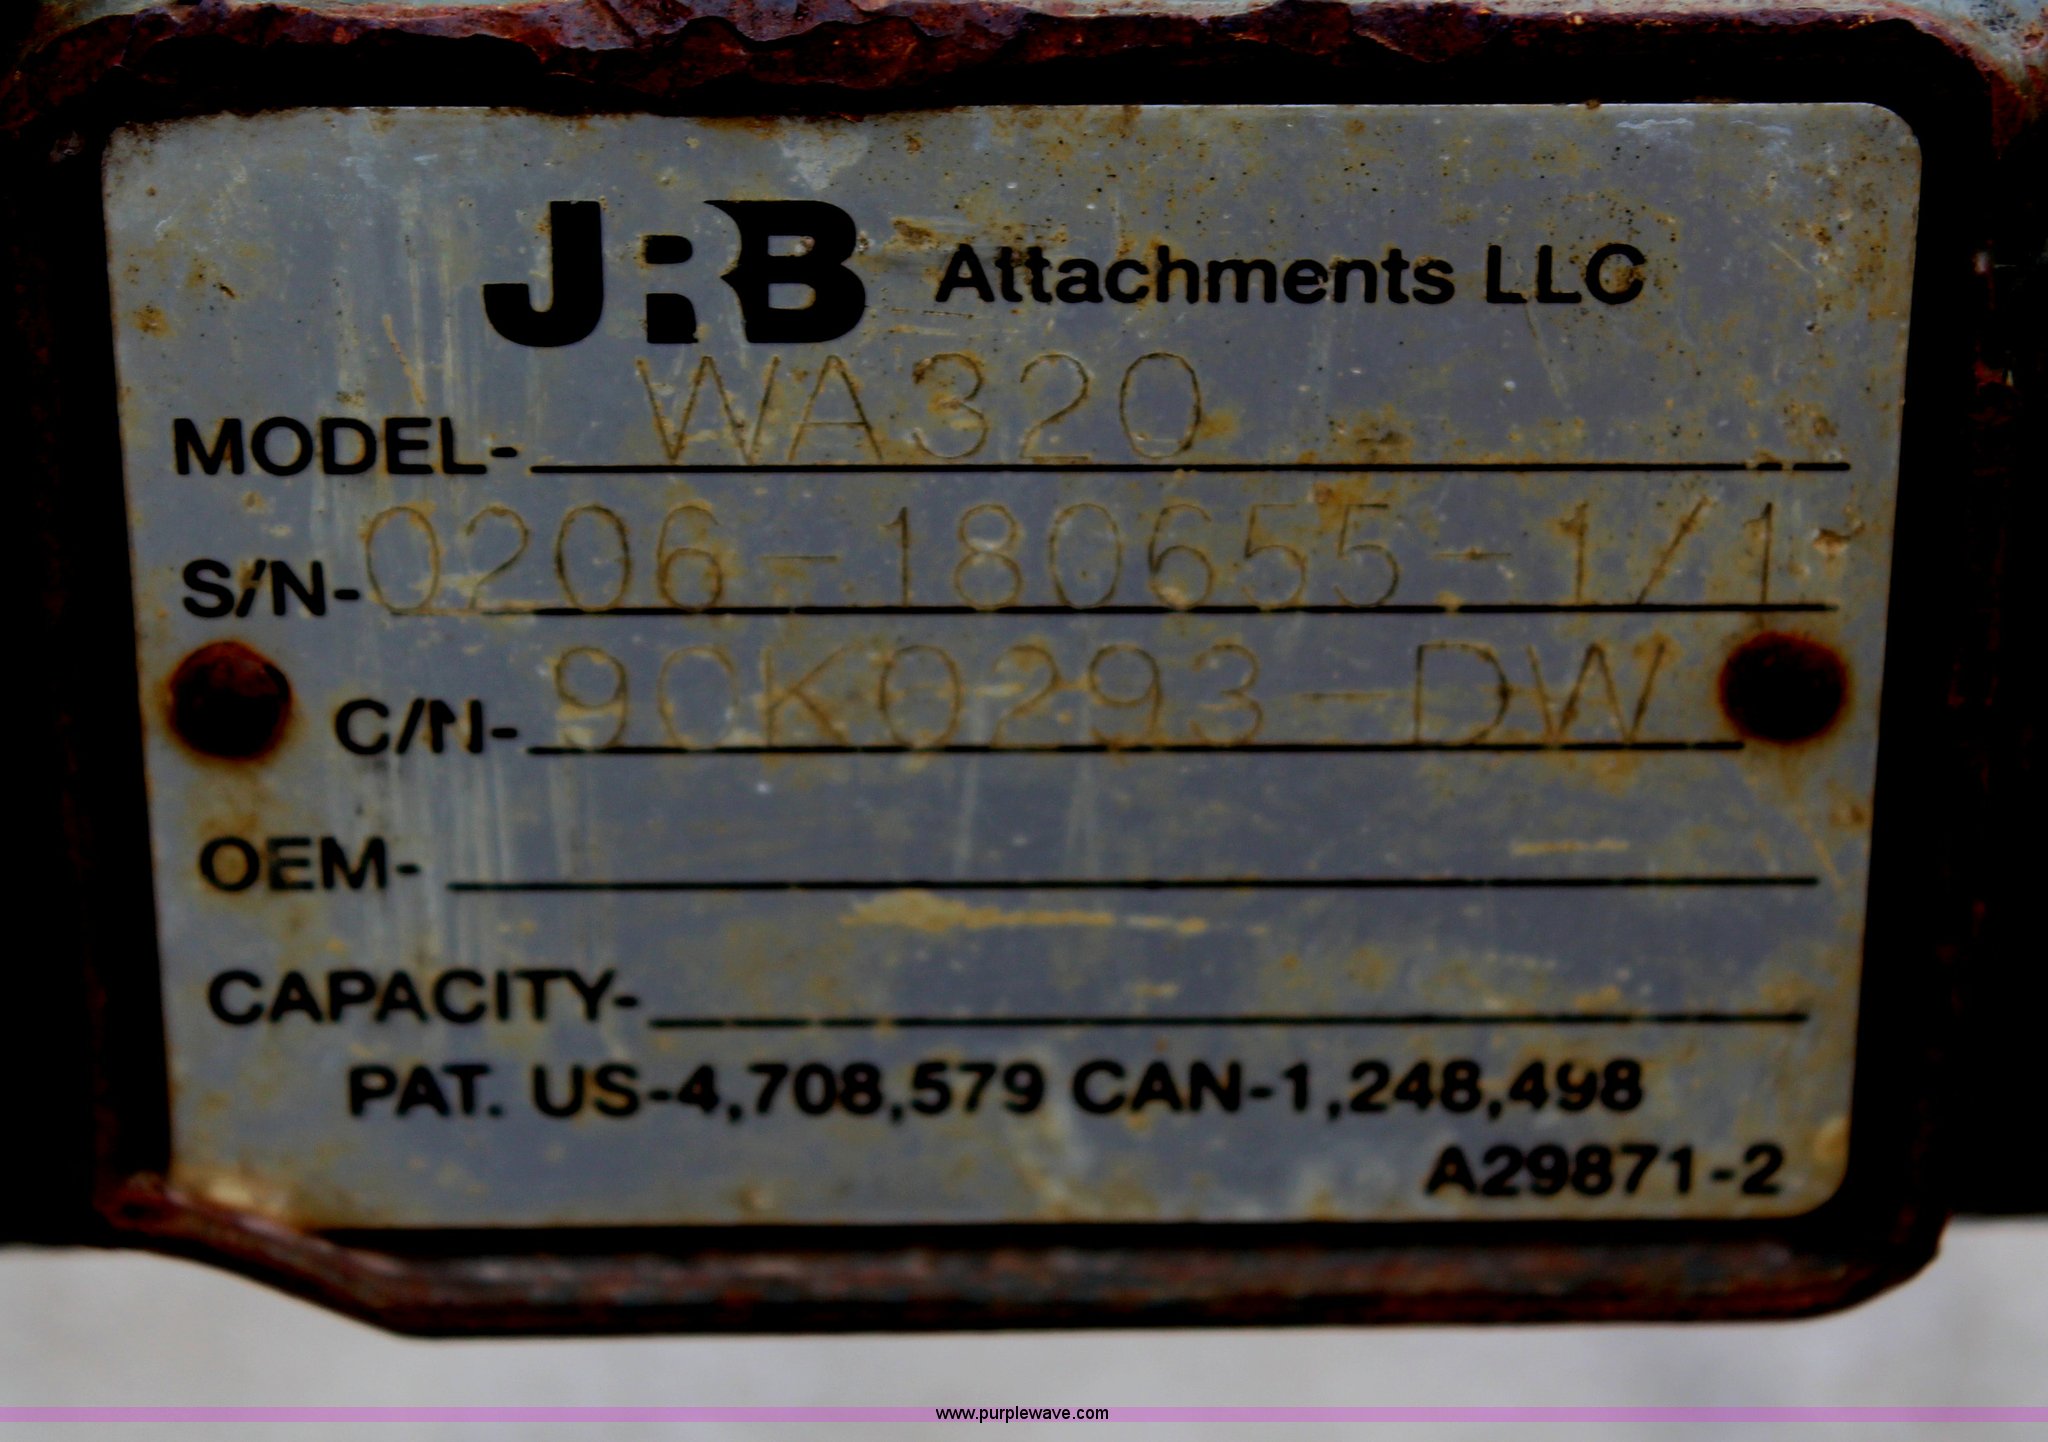 JRB Attachments LLC
MODEL- WA320
S/N- 0206-180655-1/1
C/N- 90K0293-DW
OEM-
CAPACITY-
PAT. US-4,708,579 CAN-1,248,498
A29871-2
www.purplewave.com